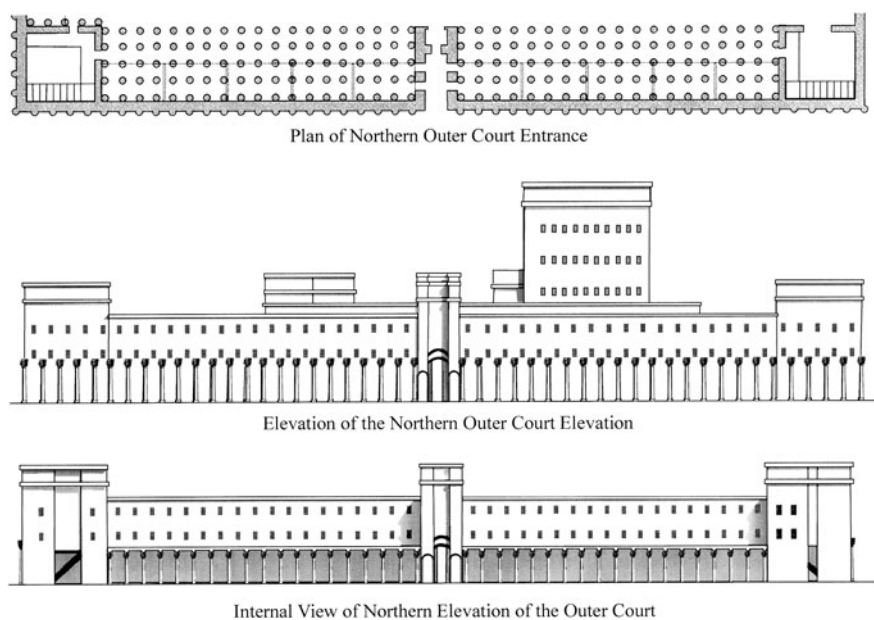 Plan of Northern Outer Court Entrance
Elevation of the Northern Outer Court Elevation
Internal View of Northern Elevation of the Outer Court